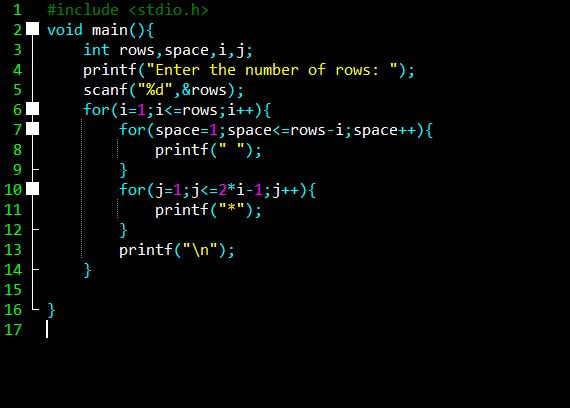 1 #include <stdio.h>
2 void main(){
3     int rows,space,i,j;
4     printf("Enter the number of rows: ");
5     scanf("%d",&rows);
6     for(i=1;i<=rows;i++){
7         for(space=1;space<=rows-i;space++){
8             printf(" ");
9         }
10         for(j=1;j<=2*i-1;j++){
11             printf("*");
12         }
13         printf("\n");
14     }
15
16 }
17